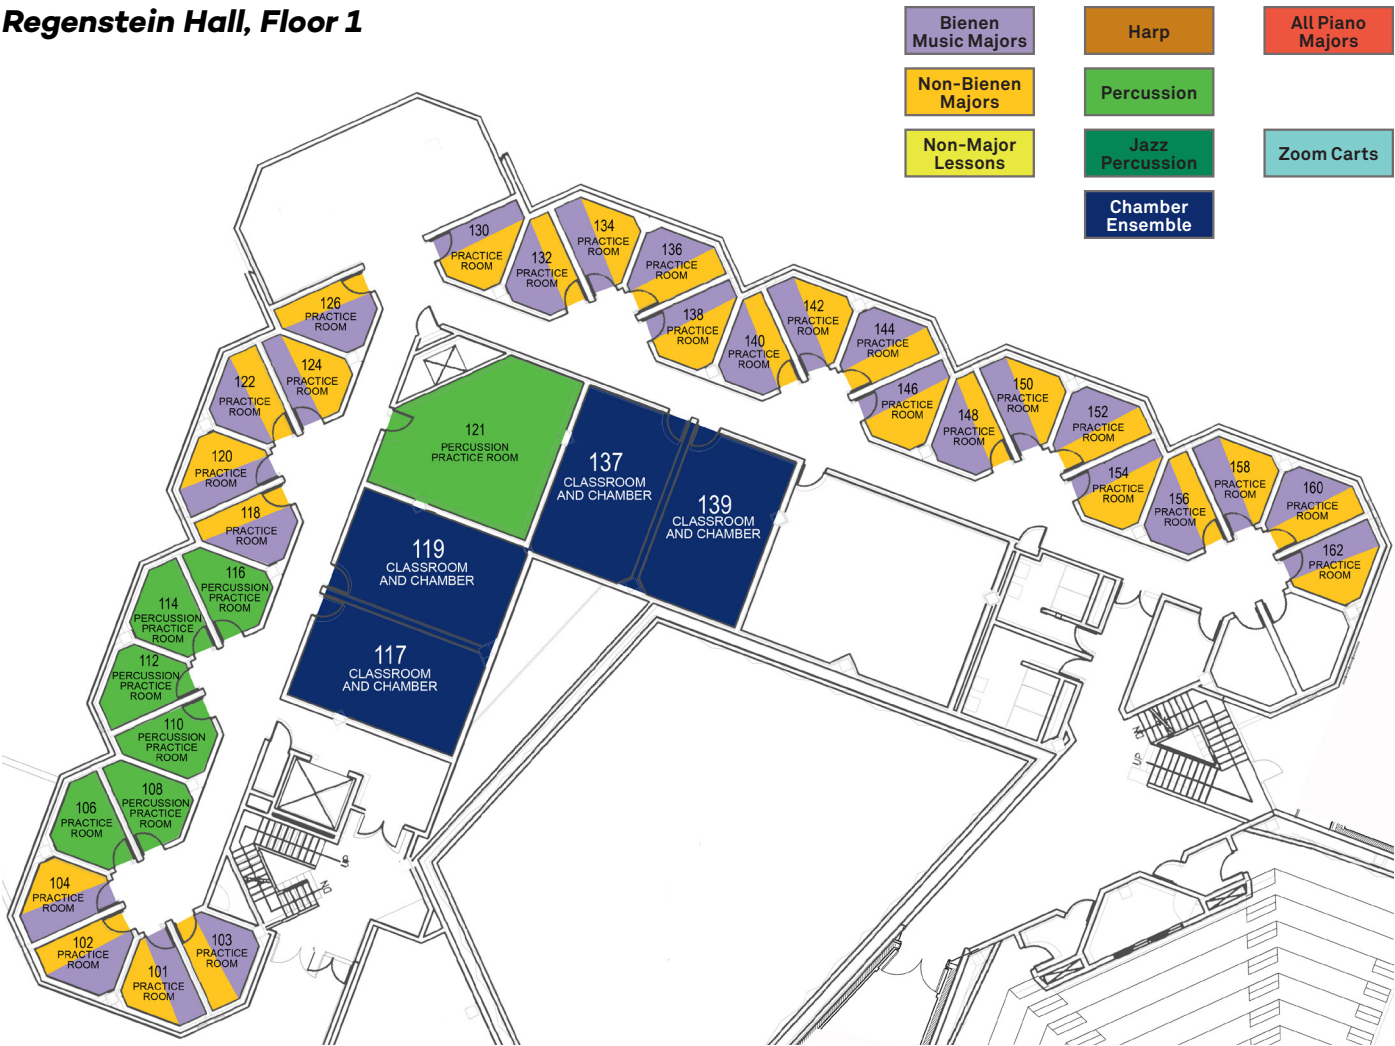 Regenstein Hall, Floor 1
Bienen
Music Majors
Harp
All Piano
Majors
Non-Bienen
Majors
Percussion
Non-Major
Lessons
Jazz
Percussion
Zoom Carts
Chamber
Ensemble
130
PRACTICE
ROOM
132
PRACTICE
ROOM
134
PRACTICE
ROOM
136
PRACTICE
ROOM
138
PRACTICE
ROOM
140
PRACTICE
ROOM
142
PRACTICE
ROOM
144
PRACTICE
ROOM
146
PRACTICE
ROOM
148
PRACTICE
ROOM
150
PRACTICE
ROOM
152
PRACTICE
ROOM
154
PRACTICE
ROOM
156
PRACTICE
ROOM
158
PRACTICE
ROOM
160
PRACTICE
ROOM
162
PRACTICE
ROOM
126
PRACTICE
ROOM
124
PRACTICE
ROOM
122
PRACTICE
ROOM
120
PRACTICE
ROOM
118
PRACTICE
ROOM
121
PERCUSSION
PRACTICE ROOM
137
CLASSROOM
AND CHAMBER
139
CLASSROOM
AND CHAMBER
119
CLASSROOM
AND CHAMBER
117
CLASSROOM
AND CHAMBER
116
PERCUSSION
PRACTICE
ROOM
114
PERCUSSION
PRACTICE
ROOM
112
PERCUSSION
PRACTICE
ROOM
110
PERCUSSION
PRACTICE
ROOM
108
PERCUSSION
PRACTICE
ROOM
106
PRACTICE
ROOM
104
PRACTICE
ROOM
102
PRACTICE
ROOM
101
PRACTICE
ROOM
103
PRACTICE
ROOM